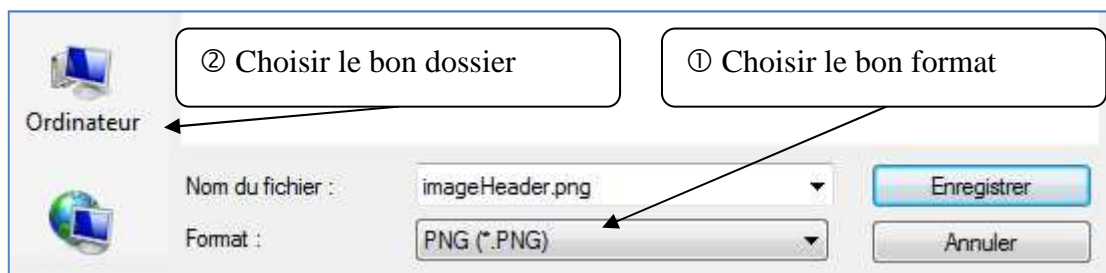 ② Choisir le bon dossier
① Choisir le bon format
Ordinateur
Nom du fichier :
imageHeader.png
Enregistrer
Format :
PNG (*.PNG)
Annuler